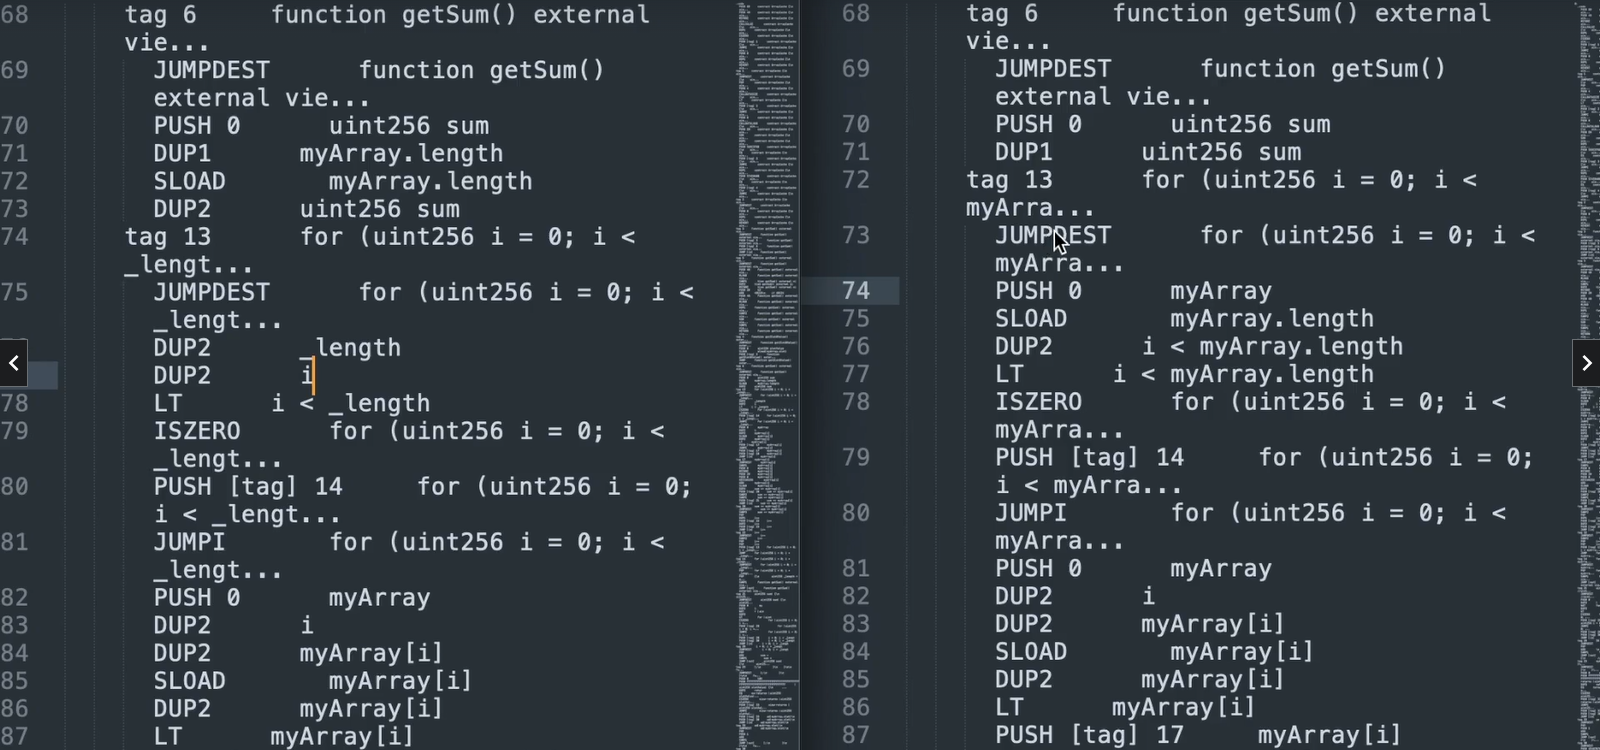 68 tag 6 function getSum() external
vie...
69 JUMPDEST function getSum()
external vie...
70 PUSH 0 uint256 sum
71 DUP1 myArray.length
72 SLOAD myArray.length
73 DUP2 uint256 sum
74 tag 13 for (uint256 i = 0; i <
_lengt...
75 JUMPDEST for (uint256 i = 0; i <
_lengt...
DUP2 _length
DUP2 i
78 LT i < _length
79 ISZERO for (uint256 i = 0; i <
_lengt...
80 PUSH [tag] 14 for (uint256 i = 0;
i < _lengt...
81 JUMPI for (uint256 i = 0; i <
_lengt...
82 PUSH 0 myArray
83 DUP2 i
84 DUP2 myArray[i]
85 SLOAD myArray[i]
86 DUP2 myArray[i]
87 LT myArray[i]
68 tag 6 function getSum() external
vie...
69 JUMPDEST function getSum()
external vie...
70 PUSH 0 uint256 sum
71 DUP1 uint256 sum
72 tag 13 for (uint256 i = 0; i <
myArra...
73 JUMPDEST for (uint256 i = 0; i <
myArra...
74 PUSH 0 myArray
75 SLOAD myArray.length
76 DUP2 i < myArray.length
77 LT i < myArray.length
78 ISZERO for (uint256 i = 0; i <
myArra...
79 PUSH [tag] 14 for (uint256 i = 0;
i < myArra...
80 JUMPI for (uint256 i = 0; i <
myArra...
81 PUSH 0 myArray
82 DUP2 i
83 DUP2 myArray[i]
84 SLOAD myArray[i]
85 DUP2 myArray[i]
86 LT myArray[i]
87 PUSH [tag] 17 myArray[i]